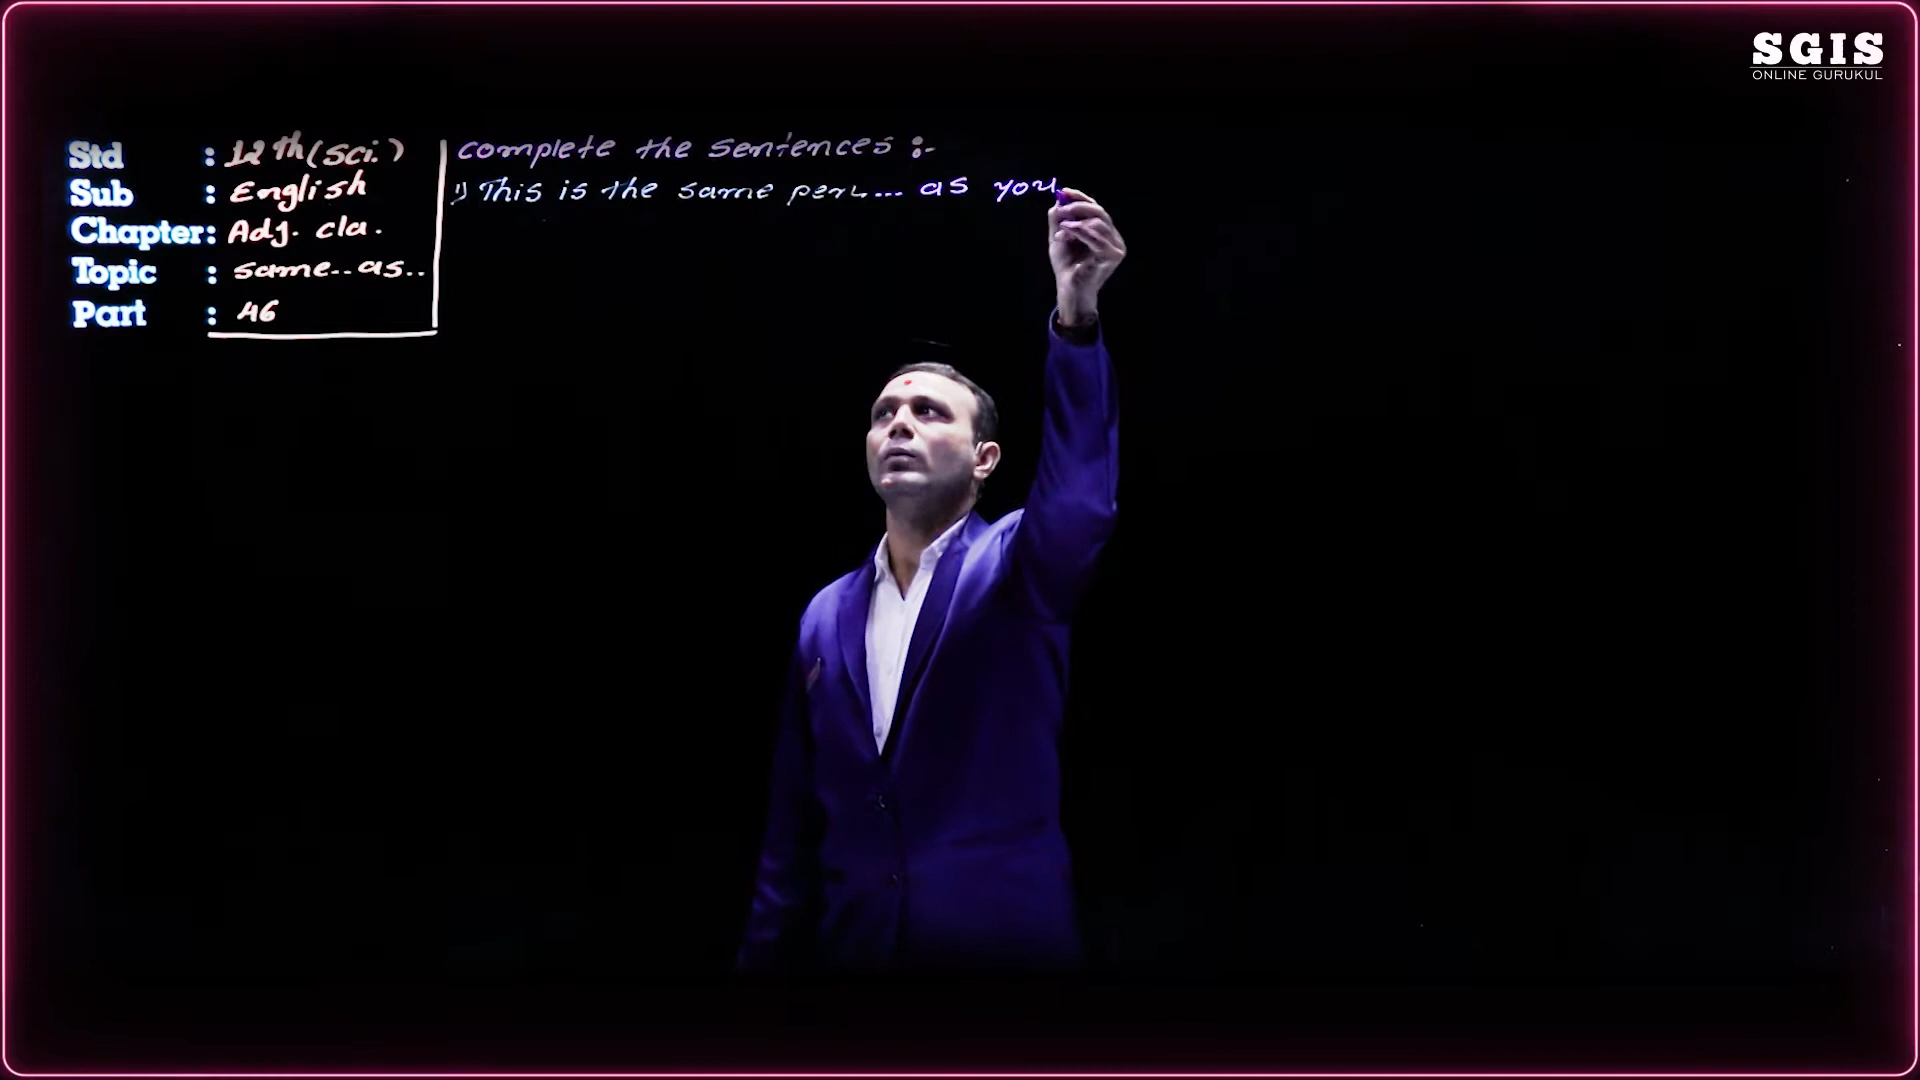 SGIS
ONLINE GURUKUL
Std : 12th (sci.)
Sub : English
Chapter: Adj. cla.
Topic : same..as..
Part : 46
complete the sentences :-
1) This is the same pen... as you